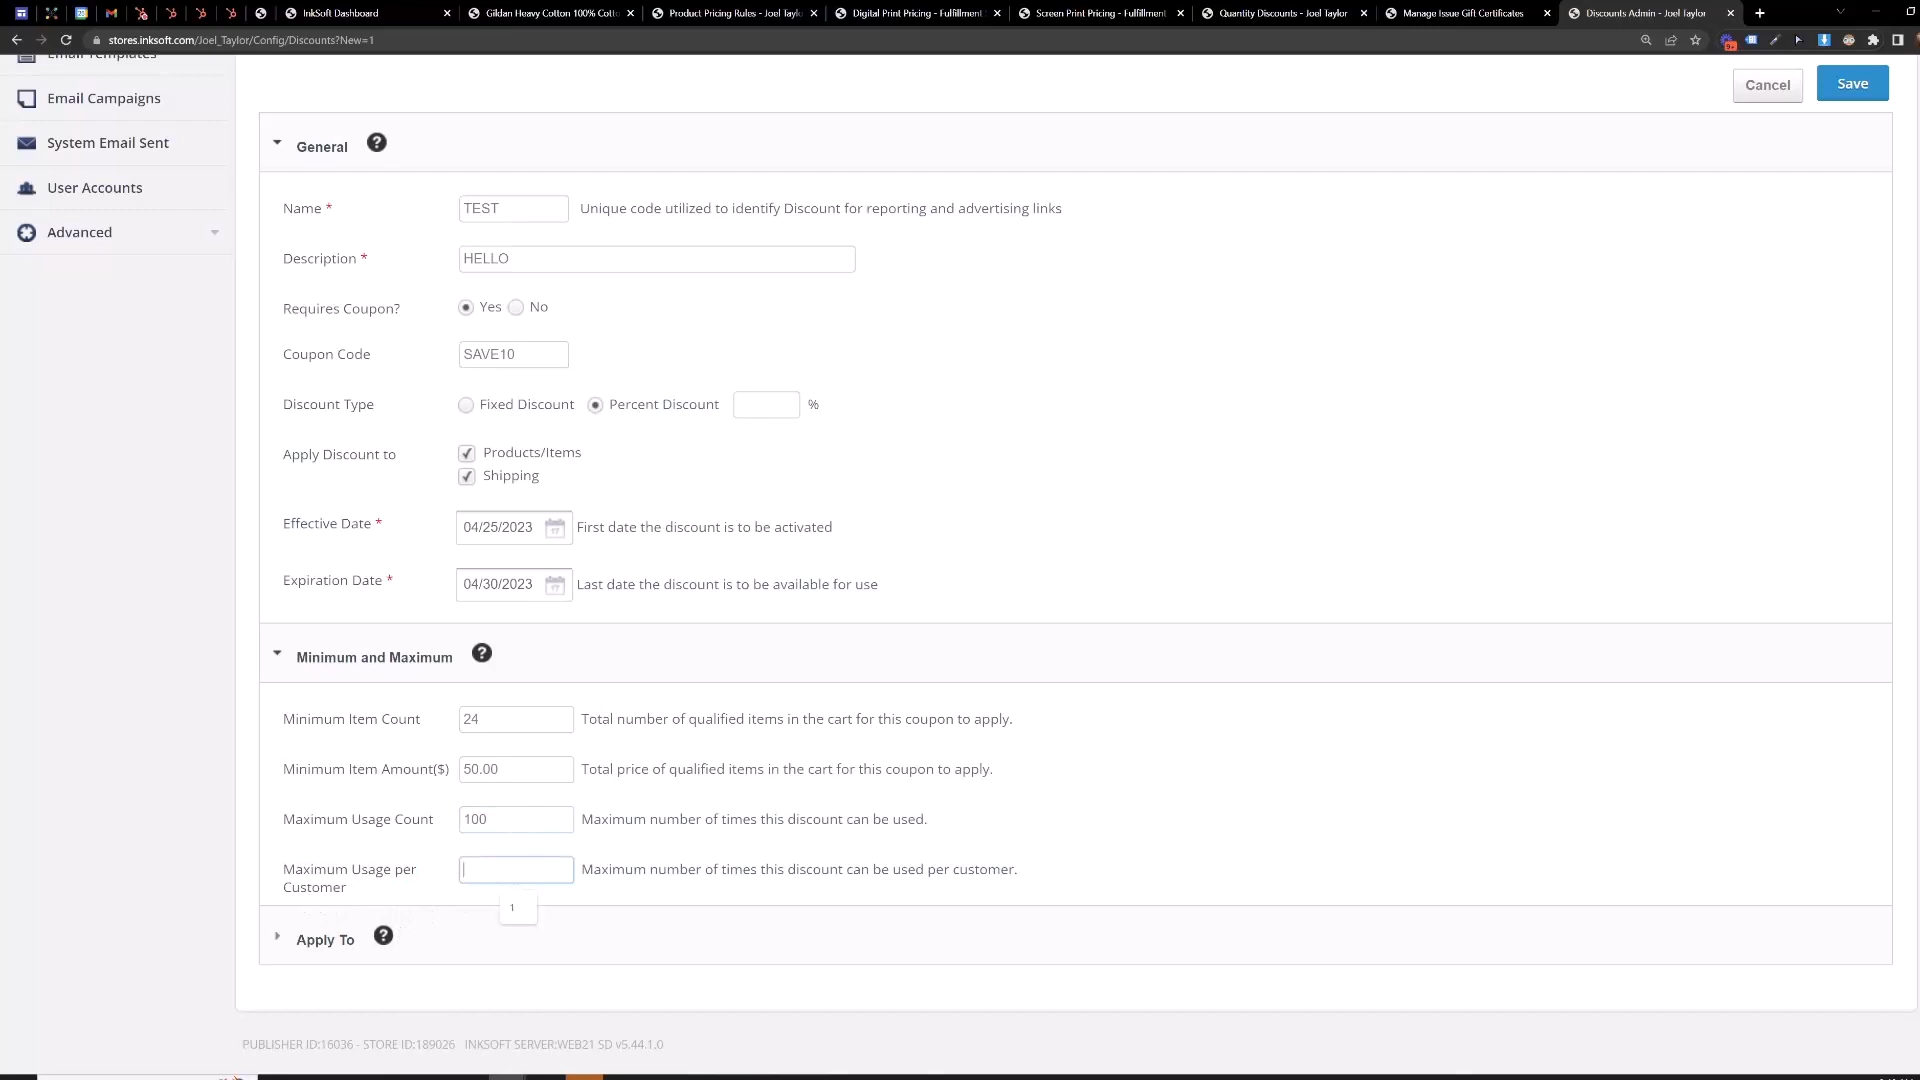 InkSoft Dashboard
Gildan Heavy Cotton 100% Cotto
Product Pricing Rules - Joel Taylo
Digital Print Pricing - Fulfillment
Screen Print Pricing - Fulfillment
Quantity Discounts - Joel Taylor
Manage Issue Gift Certificates
Discounts Admin - Joel Taylor
stores.inksoft.com/Joel_Taylor/Config/Discounts?New=1
Email Templates
Email Campaigns
System Email Sent
User Accounts
Advanced
Cancel
Save
General ?
Name * TEST Unique code utilized to identify Discount for reporting and advertising links
Description * HELLO
Requires Coupon? Yes No
Coupon Code SAVE10
Discount Type Fixed Discount Percent Discount %
Apply Discount to Products/Items
Shipping
Effective Date * 04/25/2023 First date the discount is to be activated
Expiration Date * 04/30/2023 Last date the discount is to be available for use
Minimum and Maximum ?
Minimum Item Count 24 Total number of qualified items in the cart for this coupon to apply.
Minimum Item Amount($) 50.00 Total price of qualified items in the cart for this coupon to apply.
Maximum Usage Count 100 Maximum number of times this discount can be used.
Maximum Usage per Maximum number of times this discount can be used per customer.
Customer
1
Apply To ?
PUBLISHER ID:16036 - STORE ID:189026 INKSOFT SERVER:WEB21 SD v5.44.1.0